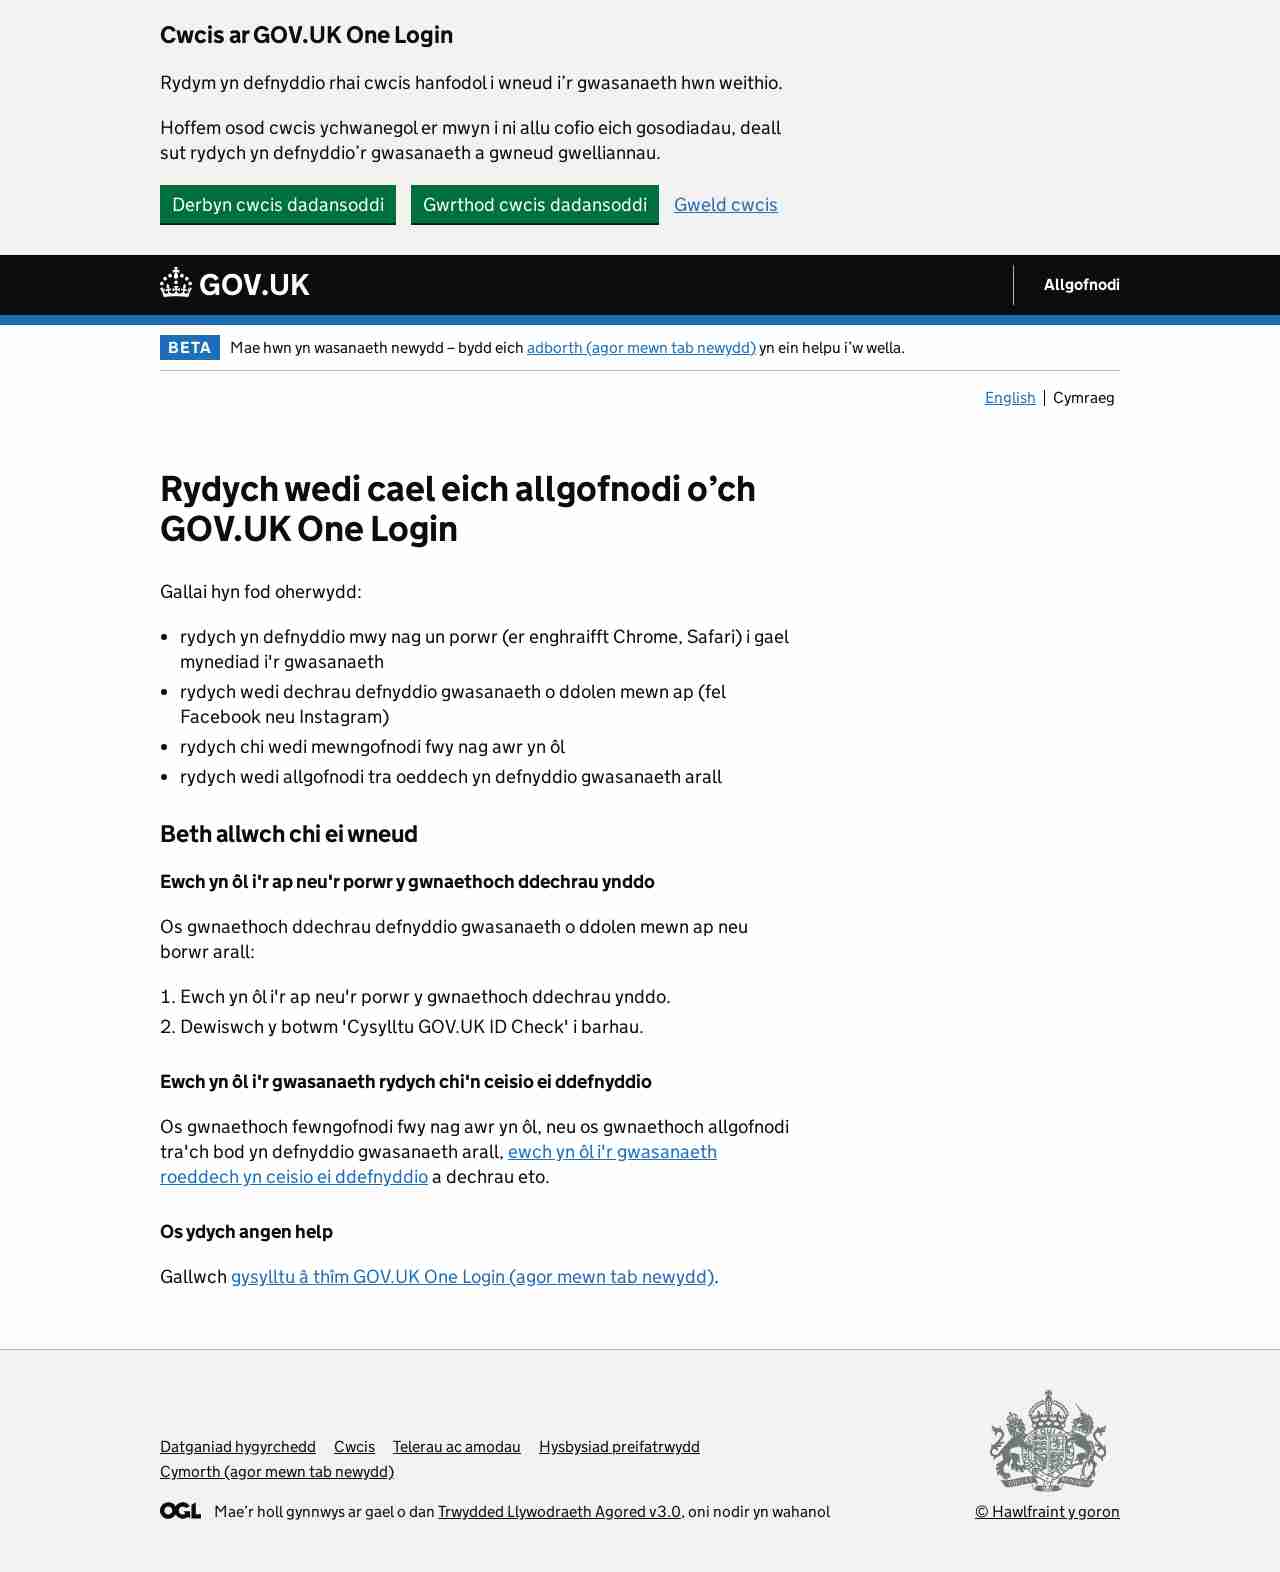 Cwcis ar GOV.UK One Login
Rydym yn defnyddio rhai cwcis hanfodol i wneud i’r gwasanaeth hwn weithio.
Hoffem osod cwcis ychwanegol er mwyn i ni allu cofio eich gosodiadau, deall
sut rydych yn defnyddio’r gwasanaeth a gwneud gwelliannau.
Derbyn cwcis dadansoddi Gwrthod cwcis dadansoddi Gweld cwcis
GOV.UK Allgofnodi
BETA Mae hwn yn wasanaeth newydd – bydd eich adborth (agor mewn tab newydd) yn ein helpu i’w wella.
English Cymraeg
Rydych wedi cael eich allgofnodi o’ch
GOV.UK One Login
Gallai hyn fod oherwydd:
• rydych yn defnyddio mwy nag un porwr (er enghraifft Chrome, Safari) i gael
mynediad i'r gwasanaeth
• rydych wedi dechrau defnyddio gwasanaeth o ddolen mewn ap (fel
Facebook neu Instagram)
• rydych chi wedi mewngofnodi fwy nag awr yn ôl
• rydych wedi allgofnodi tra oeddech yn defnyddio gwasanaeth arall
Beth allwch chi ei wneud
Ewch yn ôl i'r ap neu'r porwr y gwnaethoch ddechrau ynddo
Os gwnaethoch ddechrau defnyddio gwasanaeth o ddolen mewn ap neu
borwr arall:
1. Ewch yn ôl i'r ap neu'r porwr y gwnaethoch ddechrau ynddo.
2. Dewiswch y botwm 'Cysylltu GOV.UK ID Check' i barhau.
Ewch yn ôl i'r gwasanaeth rydych chi'n ceisio ei ddefnyddio
Os gwnaethoch fewngofnodi fwy nag awr yn ôl, neu os gwnaethoch allgofnodi
tra'ch bod yn defnyddio gwasanaeth arall, ewch yn ôl i'r gwasanaeth
roeddech yn ceisio ei ddefnyddio a dechrau eto.
Os ydych angen help
Gallwch gysylltu â thîm GOV.UK One Login (agor mewn tab newydd).
Datganiad hygyrchedd Cwcis Telerau ac amodau Hysbysiad preifatrwydd
Cymorth (agor mewn tab newydd)
OGL Mae’r holl gynnwys ar gael o dan Trwydded Llywodraeth Agored v3.0, oni nodir yn wahanol
© Hawlfraint y goron